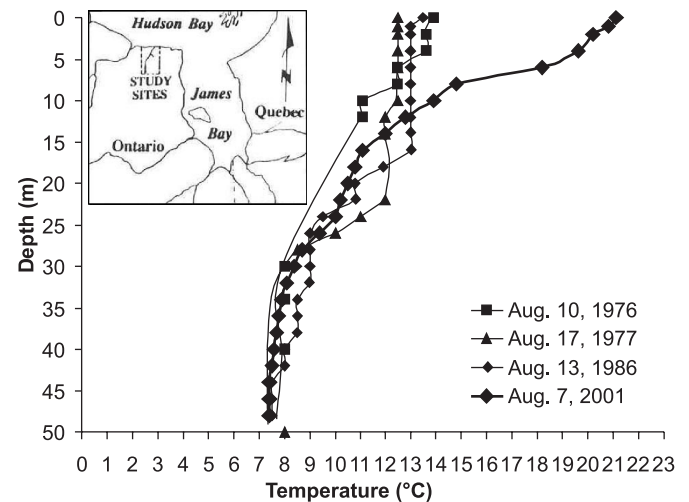 Hudson Bay
N
STUDY
SITES
James
Bay
Quebec
Ontario
0
5
10
15
20
25
30
35
40
45
50
Depth (m)
Aug. 10, 1976
Aug. 17, 1977
Aug. 13, 1986
Aug. 7, 2001
0 1 2 3 4 5 6 7 8 9 10 11 12 13 14 15 16 17 18 19 20 21 22 23
Temperature (°C)